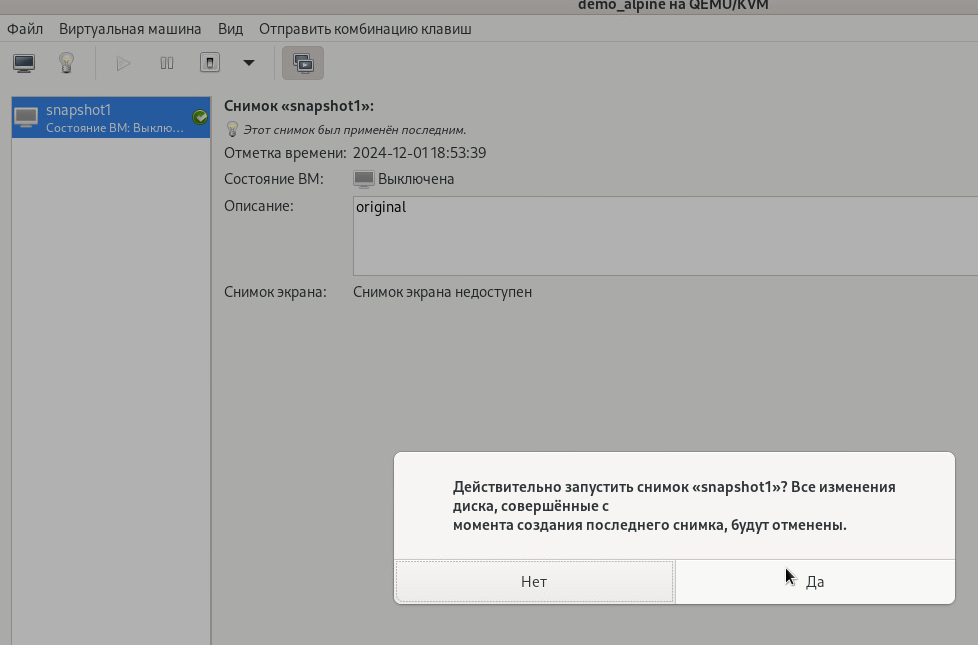 demo_alpine на QEMU/KVM
Файл Виртуальная машина Вид Отправить комбинацию клавиш
snapshot1
Состояние ВМ: Выклю...
Снимок «snapshot1»:
Этот снимок был применён последним.
Отметка времени: 2024-12-01 18:53:39
Состояние ВМ: Выключена
Описание: original
Снимок экрана: Снимок экрана недоступен
Действительно запустить снимок «snapshot1»? Все изменения
диска, совершённые с
момента создания последнего снимка, будут отменены.
Нет Да